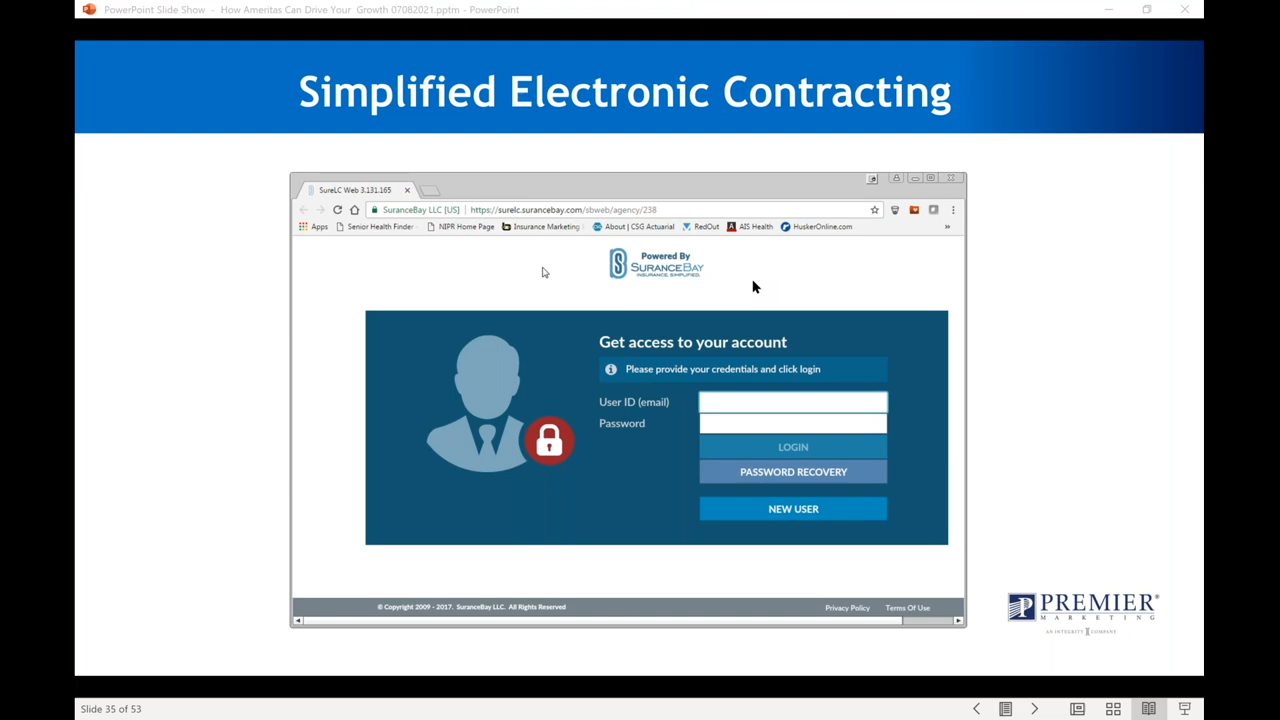 PowerPoint Slide Show - How Ameritas Can Drive Your Growth 07082021.pptm - PowerPoint
Simplified Electronic Contracting
SureLC Web 3.131.165
SuranceBay LLC [US] https://surelc.surancebay.com/sbweb/agency/238
Apps Senior Health Finder NIPR Home Page Insurance Marketing About | CSG Actuarial RedOut AIS Health HuskerOnline.com »
Powered By
SURANCEBAY
INSURANCE, SIMPLIFIED.
Get access to your account
Please provide your credentials and click login
User ID (email)
Password
LOGIN
PASSWORD RECOVERY
NEW USER
© Copyright 2009 - 2017. SuranceBay LLC. All Rights Reserved
Privacy Policy Terms Of Use
PREMIER®
MARKETING
AN INTEGRITY COMPANY
Slide 35 of 53